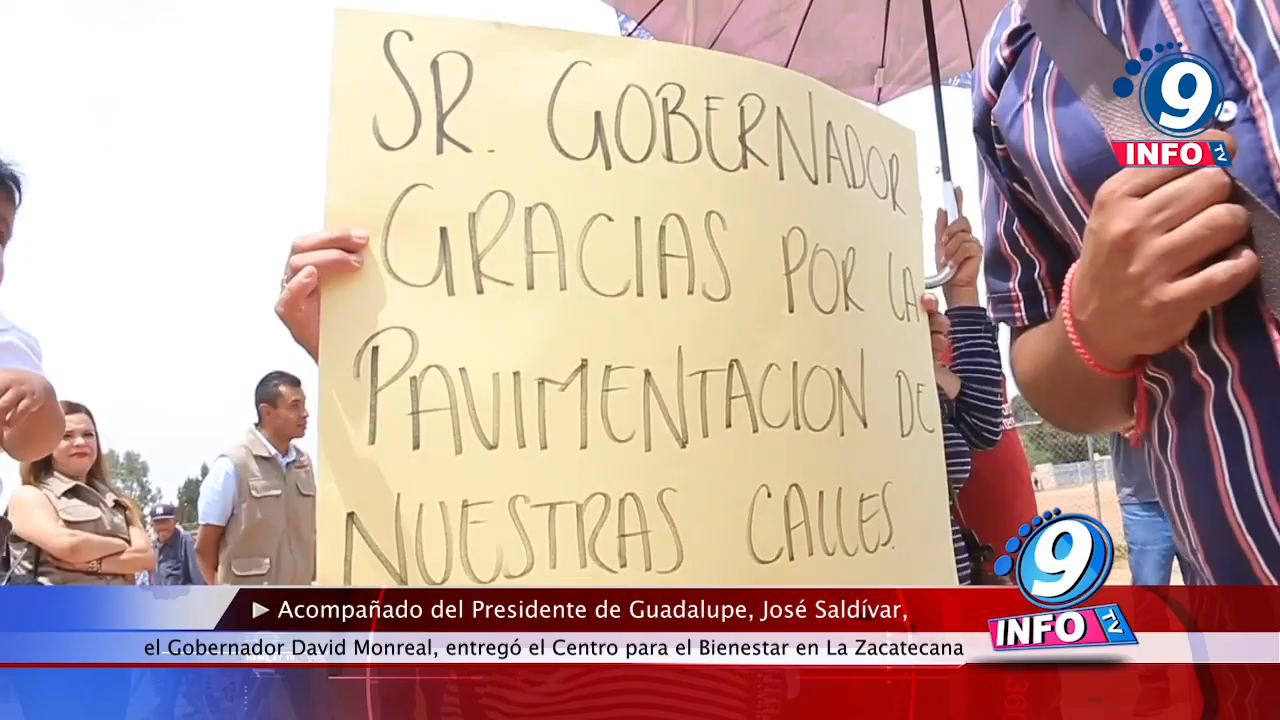 SR. GOBERNADOR
GRACIAS POR LA
PAVIMENTACION DE
NUESTRAS CALLES.
9
INFO TV
9
INFO TV
► Acompañado del Presidente de Guadalupe, José Saldívar,
el Gobernador David Monreal, entregó el Centro para el Bienestar en La Zacatecana